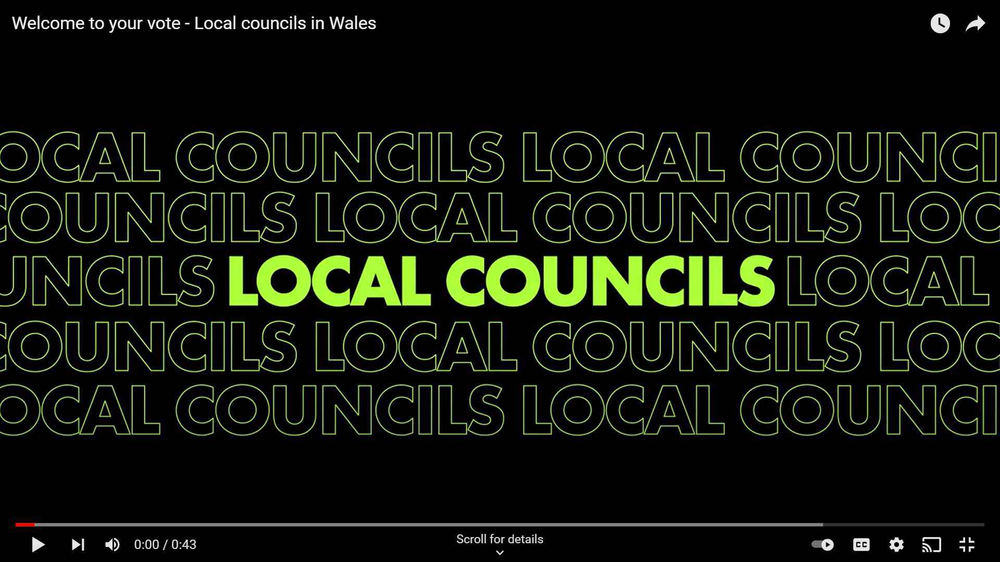 Welcome to your vote - Local councils in Wales
OCAL COUNCILS LOCAL COUNCI
COUNCILS LOCAL COUNCILS LOC
UNCILS LOCAL COUNCILS LOCAL
COUNCILS LOCAL COUNCILS LOC
OCAL COUNCILS LOCAL COUNCI
0:00 / 0:43
Scroll for details
CC